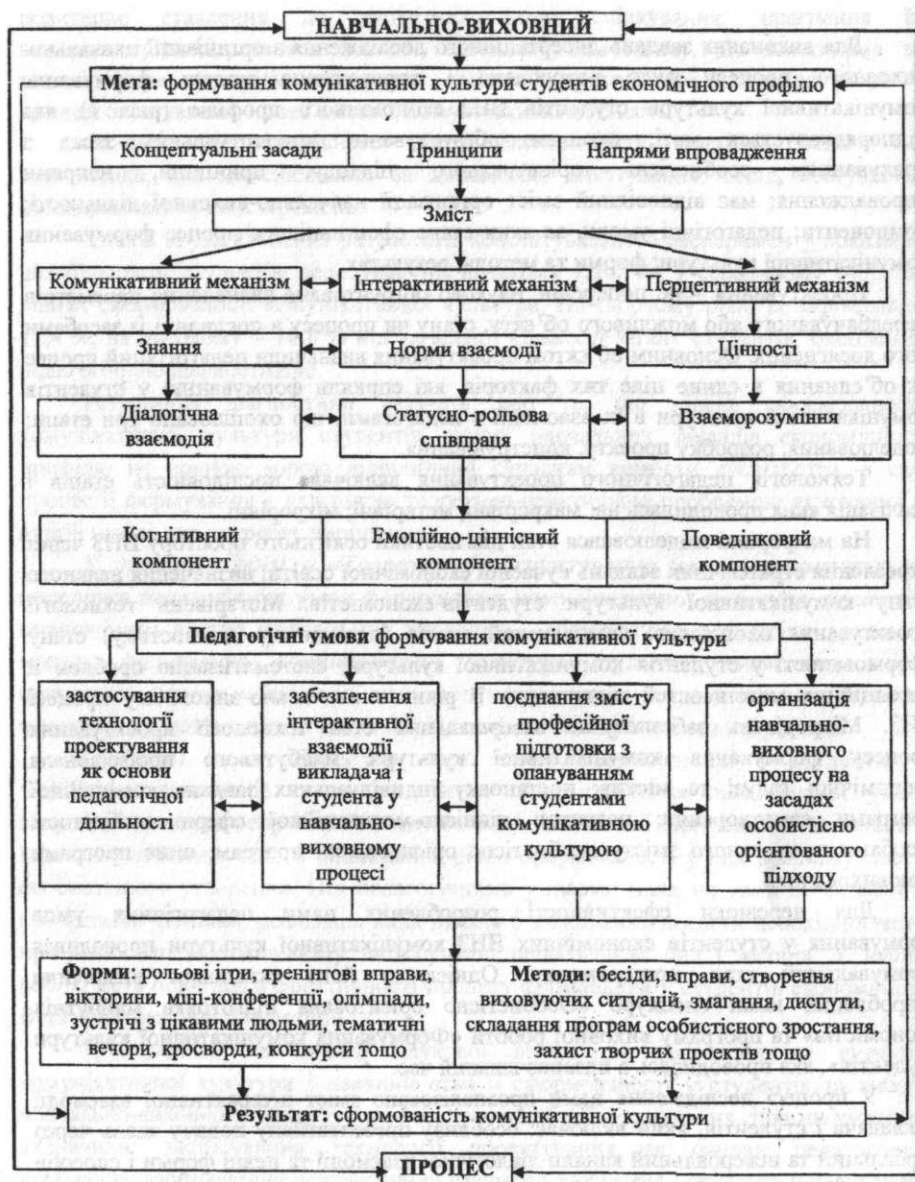 НАВЧАЛЬНО-ВИХОВНИЙ
Мета: формування комунікативної культури студентів економічного профілю
Концептуальні засади
Принципи
Напрями впровадження
Зміст
Комунікативний механізм
Інтерактивний механізм
Перцептивний механізм
Знання
Норми взаємодії
Цінності
Діалогічна
взаємодія
Статусно-рольова
співпраця
Взаєморозуміння
Когнітивний
компонент
Емоційно-ціннісний
компонент
Поведінковий
компонент
Педагогічні умови формування комунікативної культури
застосування
технології
проектування
як основи
педагогічної
діяльності
забезпечення
інтерактивної
взаємодії
викладача і
студента у
навчально-
виховному
процесі
поєднання змісту
професійної
підготовки з
опануванням
студентами
комунікативною
культурою
організація
навчально-
виховного
процесу на
засадах
особистісно
орієнтованого
підходу
Форми: рольові ігри, тренінгові вправи,
вікторини, міні-конференції, олімпіади,
зустрічі з цікавими людьми, тематичні
вечори, кросворди, конкурси тощо
Методи: бесіди, вправи, створення
виховуючих ситуацій, змагання, диспути,
складання програм особистісного зростання,
захист творчих проектів тощо
Результат: сформованість комунікативної культури
ПРОЦЕС